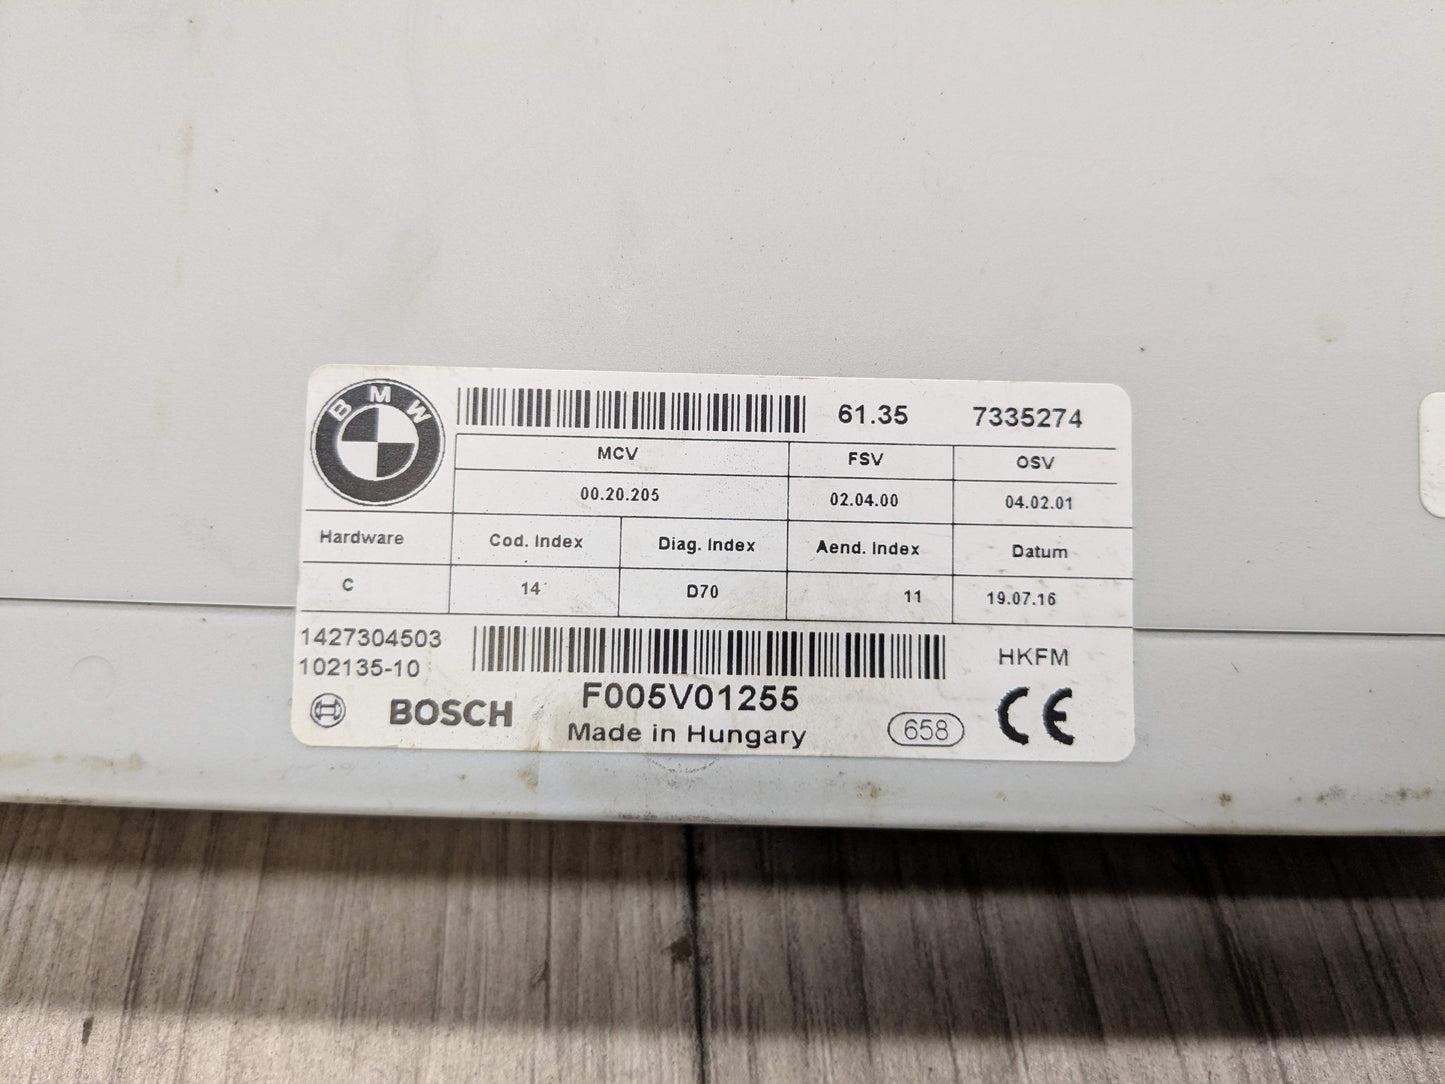 BMW
61.35 7335274
MCV FSV OSV
00.20.205 02.04.00 04.02.01
Hardware Cod. Index Diag. Index Aend. Index Datum
C 14 D70 11 19.07.16
1427304503 HKFM
102135-10
BOSCH F005V01255 658 CE
Made in Hungary